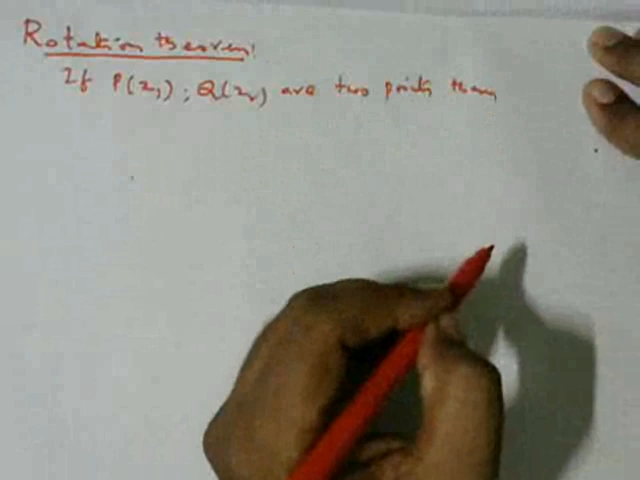 Rotation theorem:
If P(z₁) ; Q(z₂) are two points then